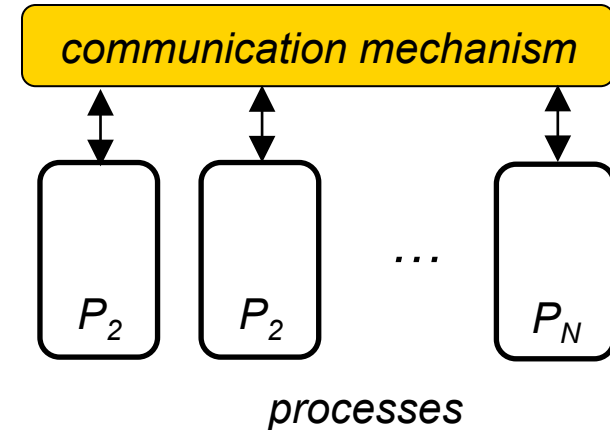 communication mechanism
P2 P2 … PN
processes